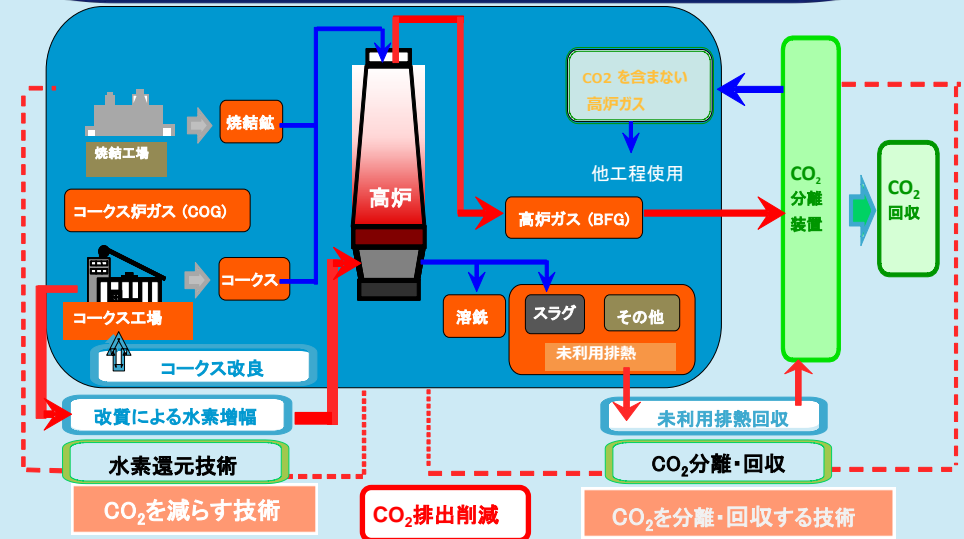 CO2 を含まない
高炉ガス
焼結鉱
焼結工場
他工程使用
CO2
分離
装置
CO2
回収
高炉
コークス炉ガス (COG)
高炉ガス (BFG)
コークス
コークス工場
溶銑
スラグ
その他
未利用排熱
コークス改良
改質による水素増幅
未利用排熱回収
水素還元技術
CO2分離・回収
CO2を減らす技術
CO2排出削減
CO2を分離・回収する技術